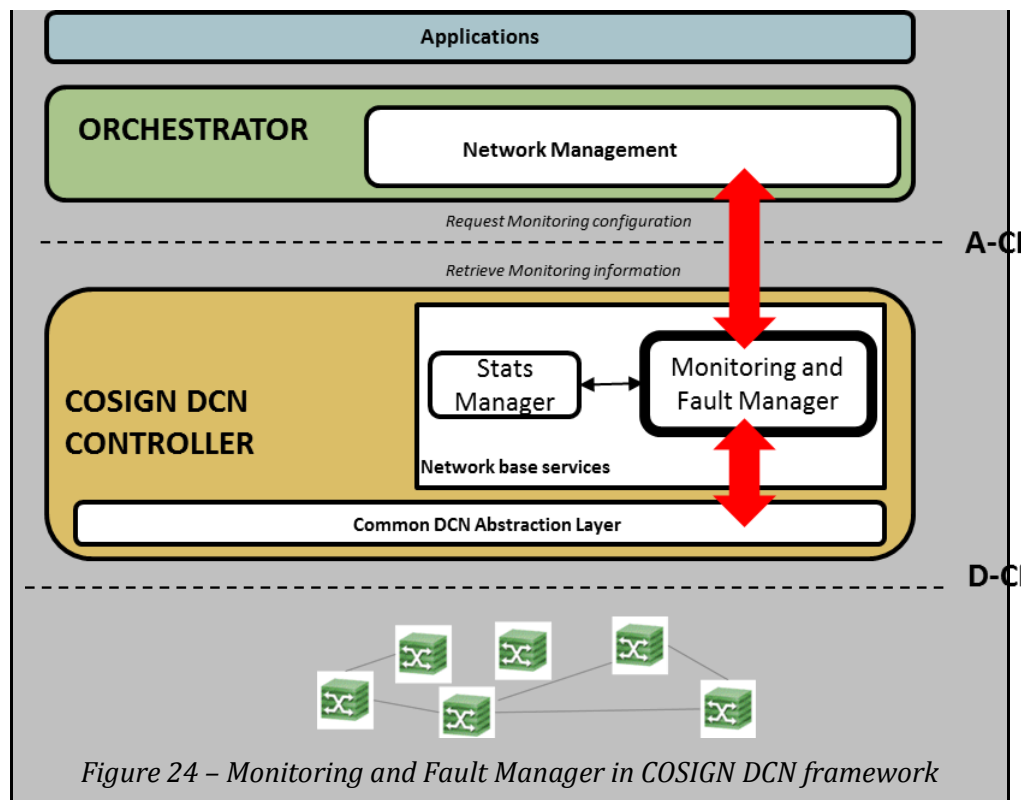 Applications
ORCHESTRATOR
Network Management
Request Monitoring configuration
Retrieve Monitoring information
Stats
Manager
Monitoring and
Fault Manager
COSIGN DCN
CONTROLLER
Network base services
Common DCN Abstraction Layer
Figure 24 – Monitoring and Fault Manager in COSIGN DCN framework